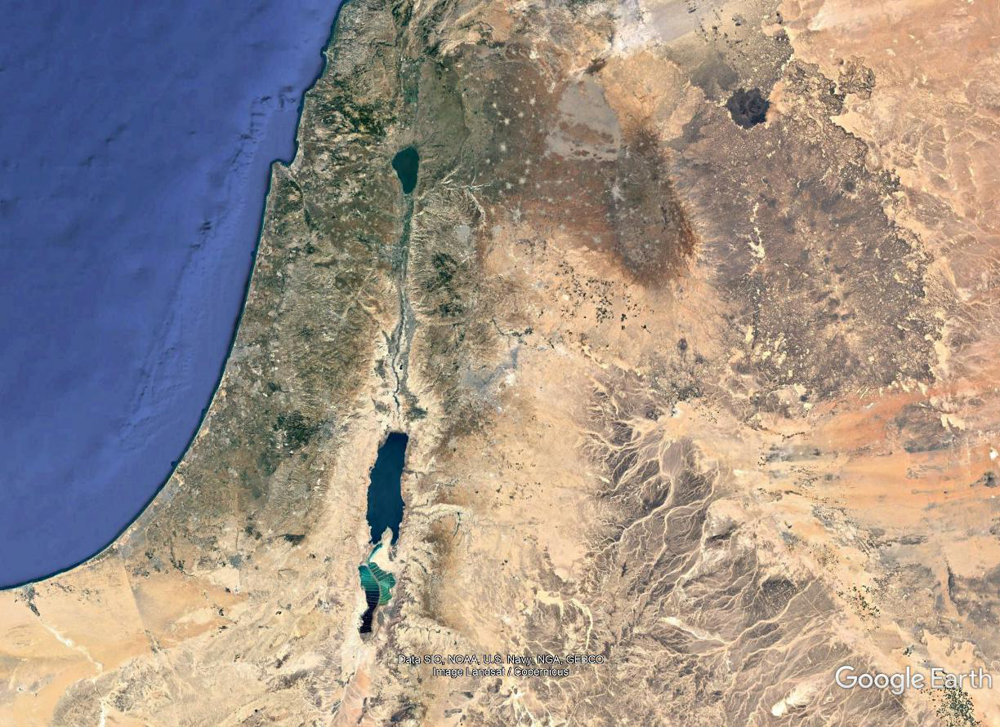 Data SIO, NOAA, U.S. Navy, NGA, GEBCO
Image Landsat / Copernicus
Google Earth